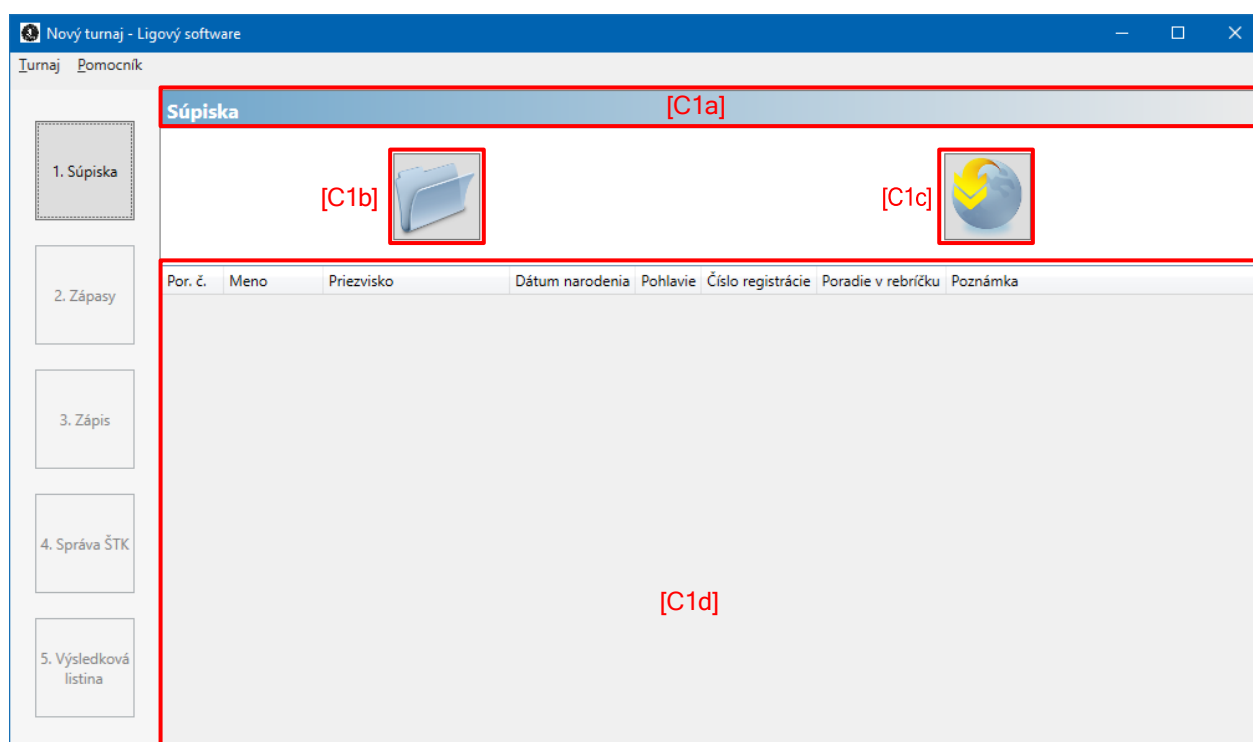 Nový turnaj - Ligový software
Turnaj Pomocník
Súpiska [C1a]
1. Súpiska
[C1b] [C1c]
Por. č. Meno Priezvisko Dátum narodenia Pohlavie Číslo registrácie Poradie v rebríčku Poznámka
2. Zápasy
3. Zápis
4. Správa ŠTK
[C1d]
5. Výsledková
listina